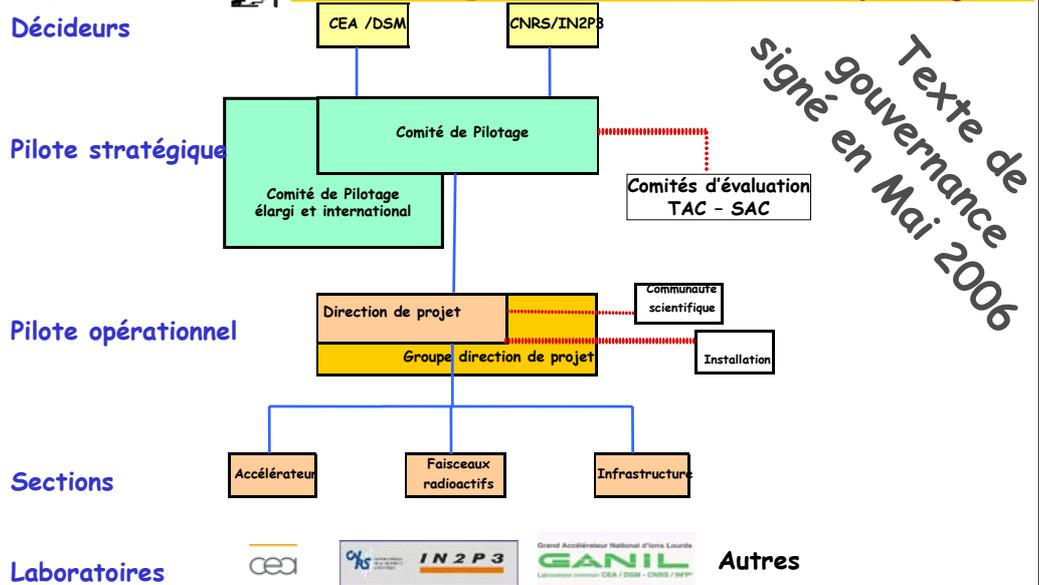 Décideurs
CEA /DSM
CNRS/IN2P3
Texte de
gouvernance
signé en Mai 2006
Pilote stratégique
Comité de Pilotage
Comité de Pilotage
élargi et international
Comités d'évaluation
TAC – SAC
Pilote opérationnel
Direction de projet
Groupe direction de projet
Communauté
scientifique
Installation
Sections
Accélérateur
Faisceaux
radioactifs
Infrastructure
Laboratoires
cea
CNRS
IN2P3
Grand Accélérateur National d'Ions Lourds
GANIL
Laboratoire commun CEA / DSM - CNRS / IN2P3
Autres